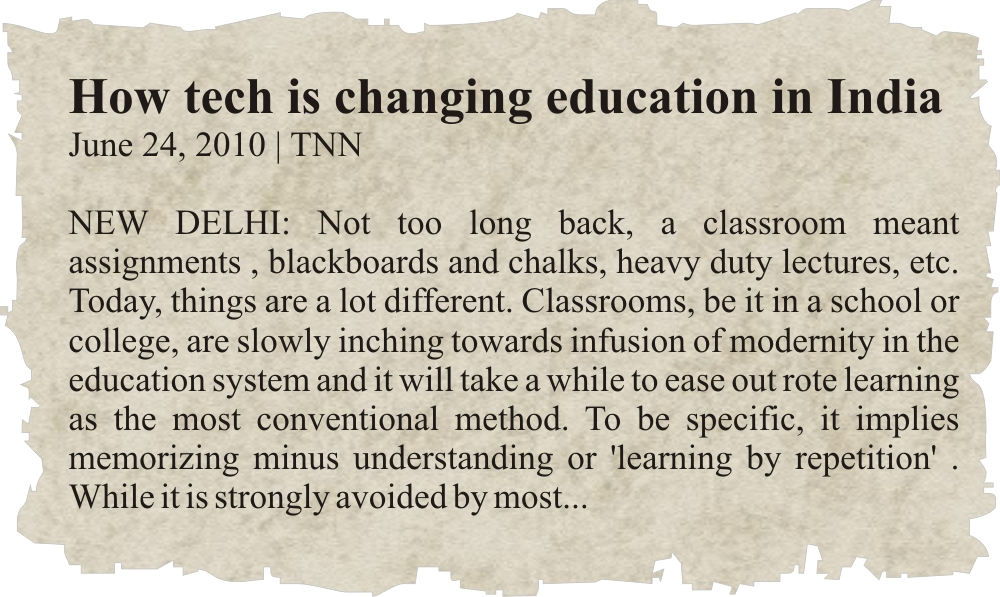 How tech is changing education in India
June 24, 2010 | TNN
NEW DELHI: Not too long back, a classroom meant
assignments , blackboards and chalks, heavy duty lectures, etc.
Today, things are a lot different. Classrooms, be it in a school or
college, are slowly inching towards infusion of modernity in the
education system and it will take a while to ease out rote learning
as the most conventional method. To be specific, it implies
memorizing minus understanding or 'learning by repetition' .
While it is strongly avoided by most...